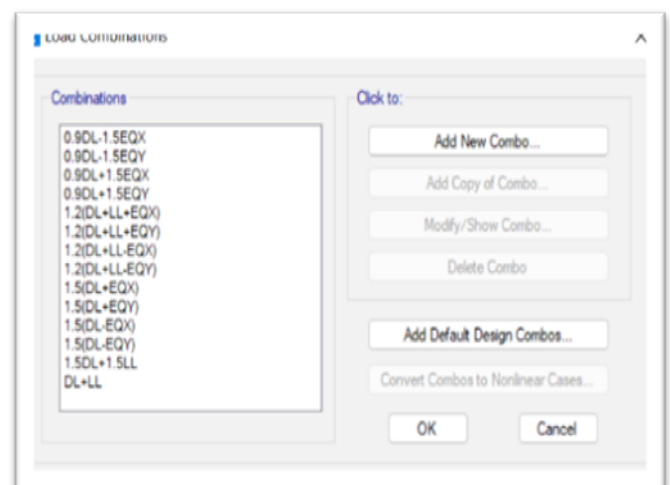 Load Combinations
Combinations
0.9DL-1.5EQX
0.9DL-1.5EQY
0.9DL+1.5EQX
0.9DL+1.5EQY
1.2(DL+LL+EQX)
1.2(DL+LL+EQY)
1.2(DL+LL-EQX)
1.2(DL+LL-EQY)
1.5(DL+EQX)
1.5(DL+EQY)
1.5(DL-EQX)
1.5(DL-EQY)
1.5DL+1.5LL
DL+LL
Click to:
Add New Combo...
Add Copy of Combo...
Modify/Show Combo...
Delete Combo
Add Default Design Combos...
Convert Combos to Nonlinear Cases...
OK
Cancel